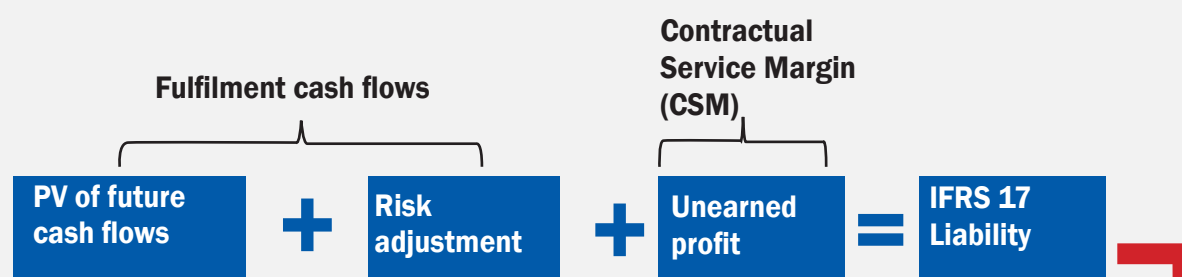 Contractual
Service Margin
(CSM)
Fulfilment cash flows
PV of future
cash flows
+
Risk
adjustment
+
Unearned
profit
=
IFRS 17
Liability